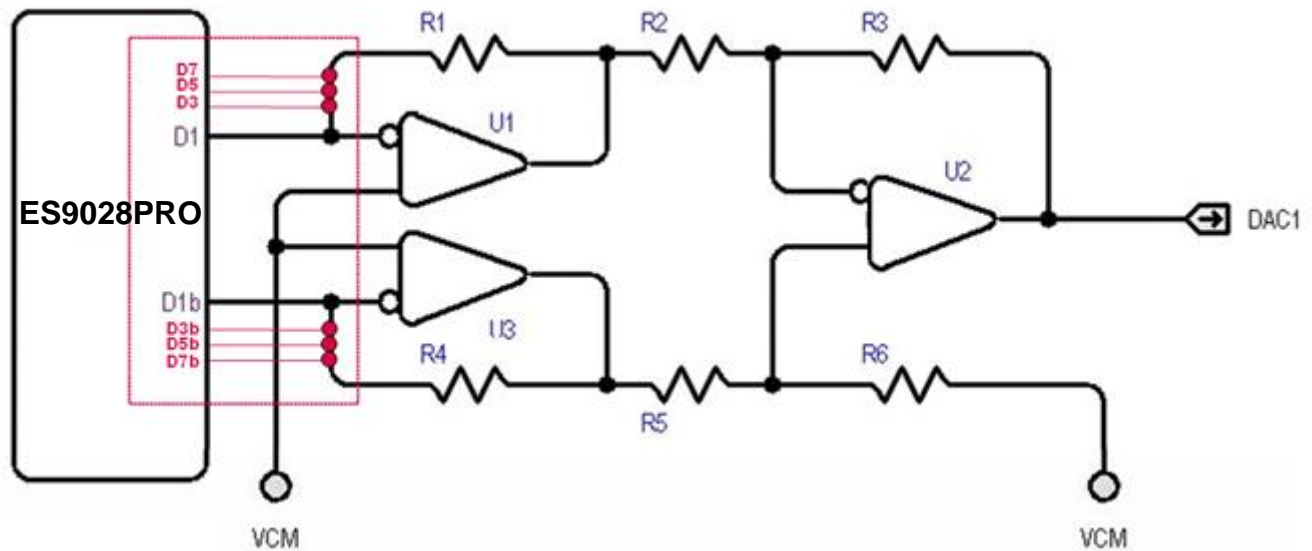 R1
R2
R3
D7
D5
D3
D1
U1
U2
ES9028PRO
DAC1
D1b
D3b
D5b
D7b
U3
R4
R5
R6
VCM
VCM